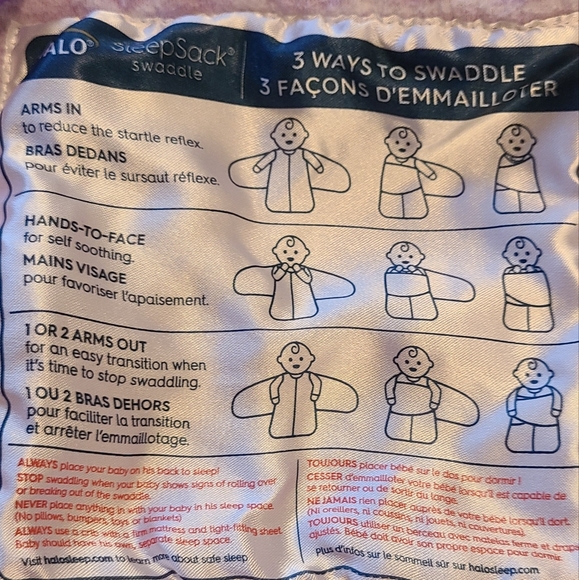 ALO® SleepSack®
swaddle
3 WAYS TO SWADDLE
3 FAÇONS D'EMMAILLOTER
ARMS IN
to reduce the startle reflex.
BRAS DEDANS
pour éviter le sursaut réflexe.
HANDS-TO-FACE
for self soothing.
MAINS VISAGE
pour favoriser l'apaisement.
1 OR 2 ARMS OUT
for an easy transition when
it's time to stop swaddling.
1 OU 2 BRAS DEHORS
pour faciliter la transition
et arrêter l'emmaillotage.
ALWAYS place your baby on his back to sleep!
STOP swaddling when your baby shows signs of rolling over
or breaking out of the swaddle.
NEVER place anything in with your baby in his sleep space.
(No pillows, bumpers, toys or blankets)
ALWAYS use a crib with a firm mattress and tight-fitting sheet.
Baby should have his own, separate sleep space.
Visit halosleep.com to learn more about safe sleep
TOUJOURS placer bébé sur le dos pour dormir !
CESSER d'emmailloter votre bébé lorsqu'il est capable de
se retourner ou de sortir du lange.
NE JAMAIS rien placer auprès de votre bébé lorsqu'il dort.
(Ni oreillers, ni coussins, ni jouets, ni couvertures).
TOUJOURS utiliser un berceau avec matelas ferme et draps
ajustés. Bébé doit avoir son propre espace pour dormir.
Plus d'infos sur le sommeil sûr sur halosleep.com